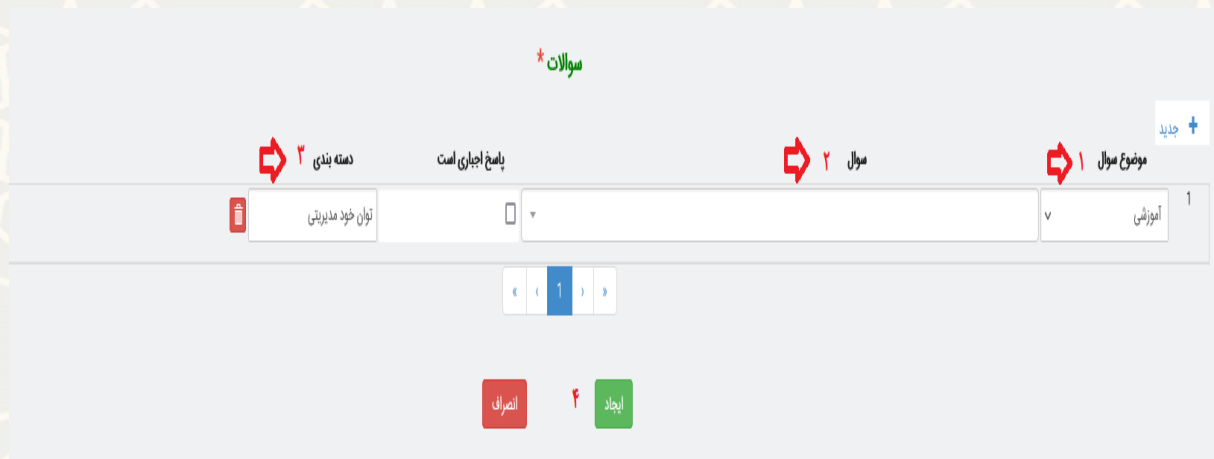 سوالات *
+ جدید
موضوع سوال ۱ سوال ۲ پاسخ اجباری است دسته بندی ۳
1 آموزشی توان خود مدیریتی
« ‹ 1 › »
ایجاد ۴ انصراف